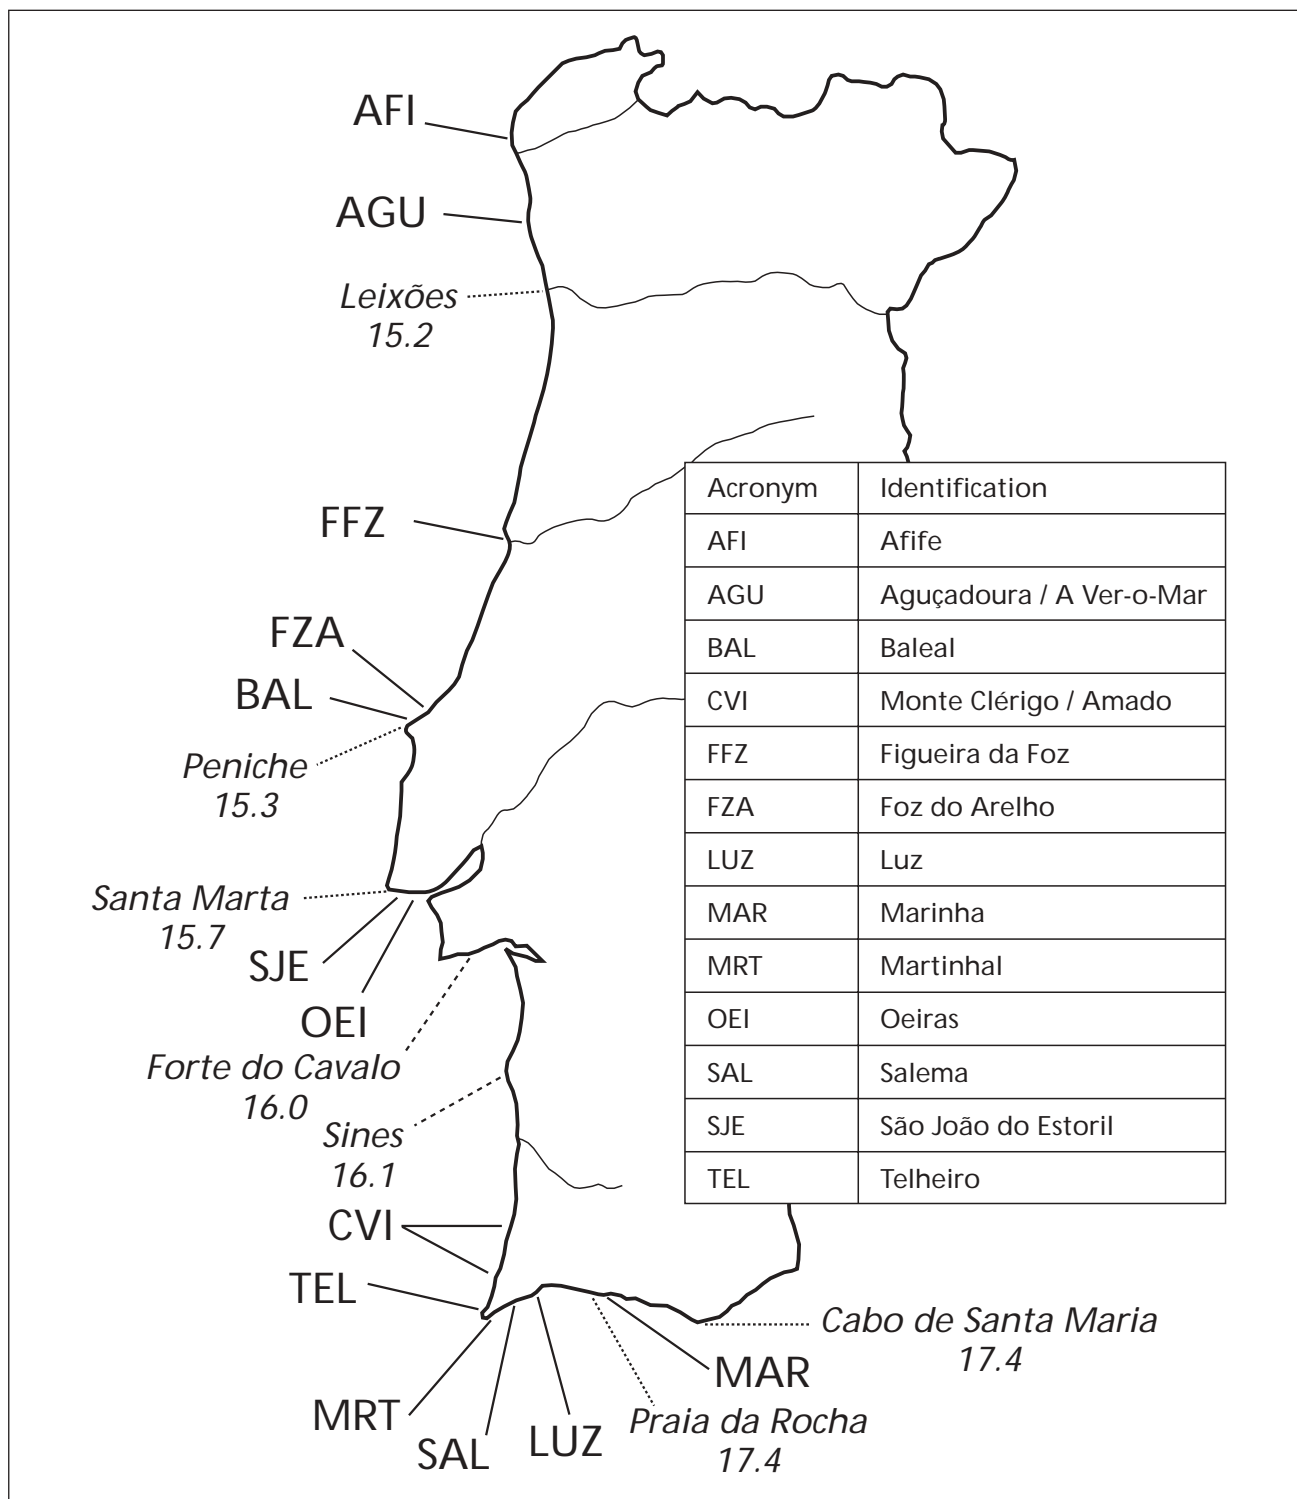 AFI
AGU
Leixões
15.2
FFZ
FZA
BAL
Peniche
15.3
Santa Marta
15.7
SJE
OEI
Forte do Cavalo
16.0
Sines
16.1
CVI
TEL
MRT
SAL
LUZ
MAR
Praia da Rocha
17.4
Cabo de Santa Maria
17.4
Acronym Identification
AFI Afife
AGU Aguçadoura / A Ver-o-Mar
BAL Baleal
CVI Monte Clérigo / Amado
FFZ Figueira da Foz
FZA Foz do Arelho
LUZ Luz
MAR Marinha
MRT Martinhal
OEI Oeiras
SAL Salema
SJE São João do Estoril
TEL Telheiro